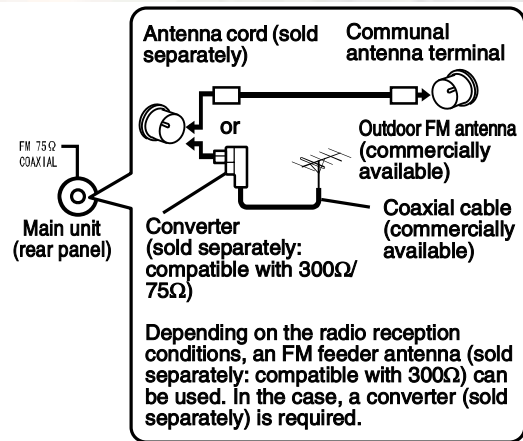 Antenna cord (sold
separately)
Communal
antenna terminal
or
FM 75Ω
COAXIAL
Main unit
(rear panel)
Outdoor FM antenna
(commercially
available)
Converter
(sold separately:
compatible with 300Ω/
75Ω)
Coaxial cable
(commercially
available)
Depending on the radio reception
conditions, an FM feeder antenna (sold
separately: compatible with 300Ω) can
be used. In the case, a converter (sold
separately) is required.